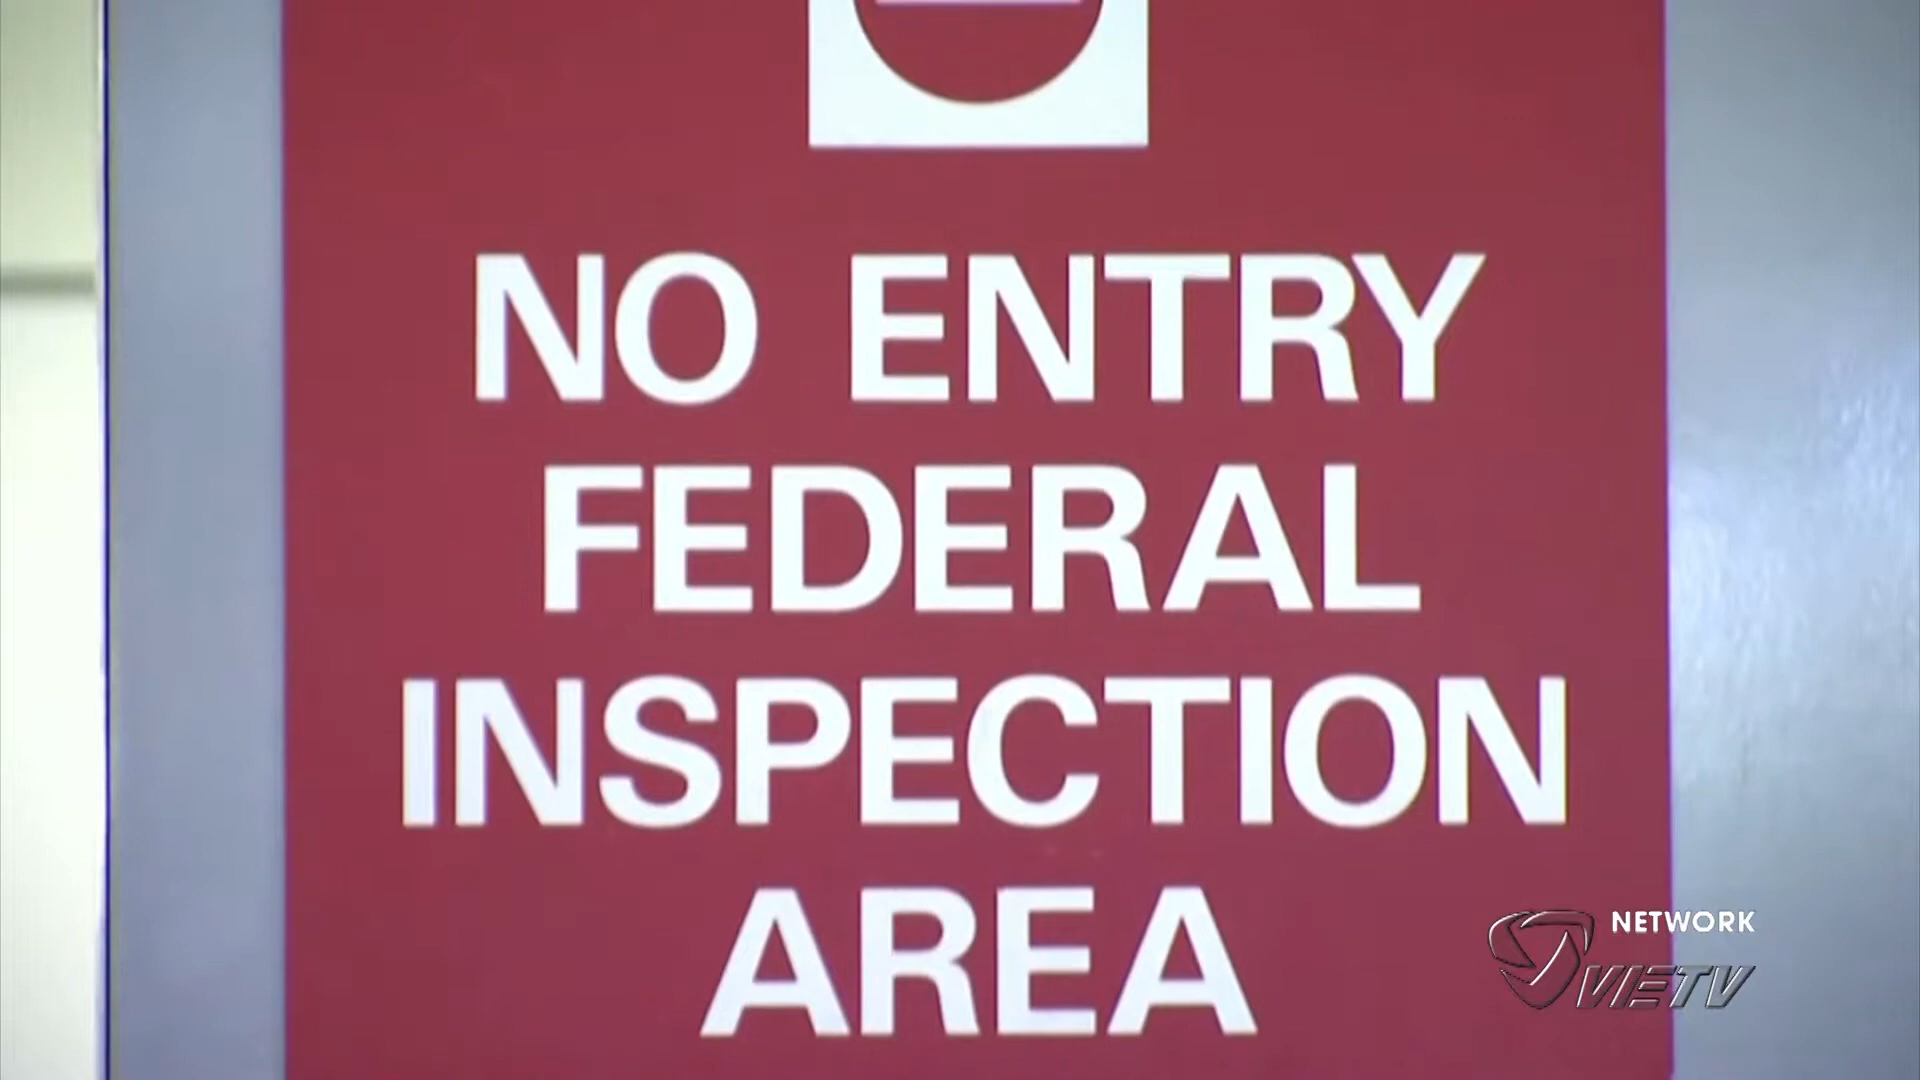 NO ENTRY
FEDERAL
INSPECTION
AREA
NETWORK
VIETV